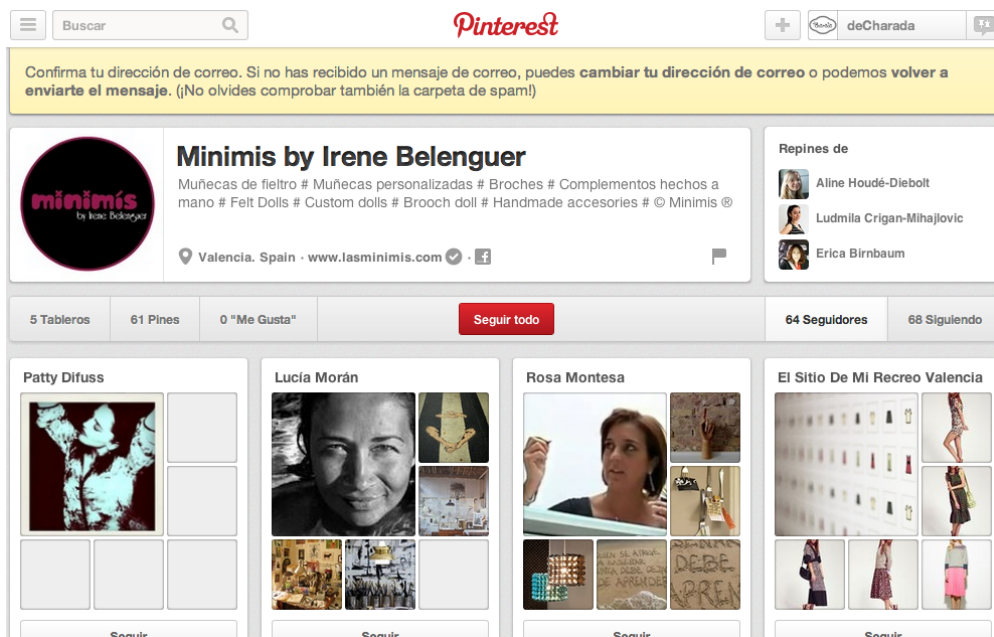 Buscar
Pinterest
deCharada
Confirma tu dirección de correo. Si no has recibido un mensaje de correo, puedes cambiar tu dirección de correo o podemos volver a
enviarte el mensaje. (¡No olvides comprobar también la carpeta de spam!)
minimís
by Irene Belenguer
Minimis by Irene Belenguer
Muñecas de fieltro # Muñecas personalizadas # Broches # Complementos hechos a
mano # Felt Dolls # Custom dolls # Brooch doll # Handmade accesories # © Minimis ®
Valencia. Spain · www.lasminimis.com ·
Repines de
Aline Houdé-Diebolt
Ludmila Crigan-Mihajlovic
Erica Birnbaum
5 Tableros
61 Pines
0 "Me Gusta"
Seguir todo
64 Seguidores
68 Siguiendo
Patty Difuss
Lucía Morán
Rosa Montesa
El Sitio De Mi Recreo Valencia
DEBE
DEBE DEJAR
DE APRENDER
Seguir
Seguir
Seguir
Seguir